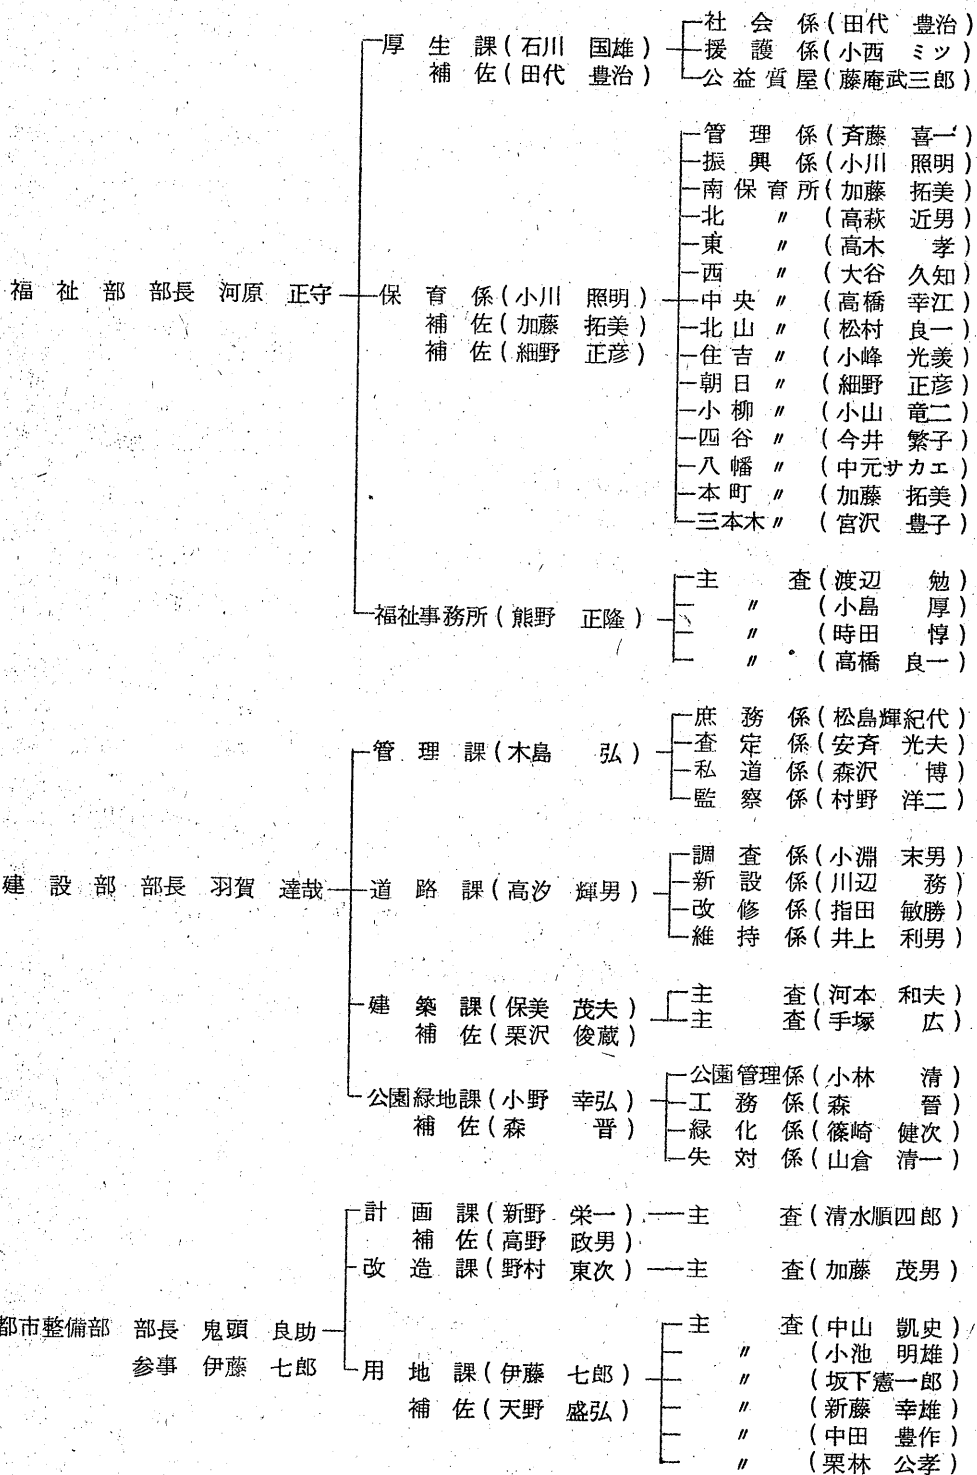 厚生課(石川 国雄) 社会係(田代 豊治)
補佐(田代 豊治) 援護係(小西 ミツ)
公益質屋(藤庵武三郎)
管理係(斉藤 喜一)
振興係(小川 照明)
南保育所(加藤 拓美)
北 〃 (高萩 近男)
東 〃 (高木 孝)
西 〃 (大谷 久知)
福祉部 部長 河原 正守 保育係(小川 照明) 中央 〃 (高橋 幸江)
補佐(加藤 拓美) 北山 〃 (松村 良一)
補佐(細野 正彦) 住吉 〃 (小峰 光美)
朝日 〃 (細野 正彦)
小柳 〃 (小山 竜二)
四谷 〃 (今井 繁子)
八幡 〃 (中元サカエ)
本町 〃 (加藤 拓美)
三本木〃 (宮沢 豊子)
主査(渡辺 勉)
福祉事務所(熊野 正隆) 〃 (小島 厚)
〃 (時田 惇)
〃 (高橋 良一)
庶務係(松島輝紀代)
管理課(木島 弘) 査定係(安斉 光夫)
私道係(森沢 博)
監察係(村野 洋二)
調査係(小淵 末男)
建設部 部長 羽賀 達哉 道路課(高汐 輝男) 新設係(川辺 務)
改修係(指田 敏勝)
維持係(井上 利男)
建築課(保美 茂夫) 主査(河本 和夫)
補佐(栗沢 俊蔵) 主査(手塚 広)
公園管理係(小林 清)
公園緑地課(小野 幸弘) 工務係(森 晉)
補佐(森 晉) 緑化係(篠崎 健次)
失対係(山倉 清一)
計画課(新野 栄一) 主査(清水順四郎)
補佐(高野 政男)
改造課(野村 東次) 主査(加藤 茂男)
都市整備部 部長 鬼頭 良助 主査(中山 凱史)
参事 伊藤 七郎 〃 (小池 明雄)
用地課(伊藤 七郎) 〃 (坂下憲一郎)
補佐(天野 盛弘) 〃 (新藤 幸雄)
〃 (中田 豊作)
〃 (栗林 公孝)